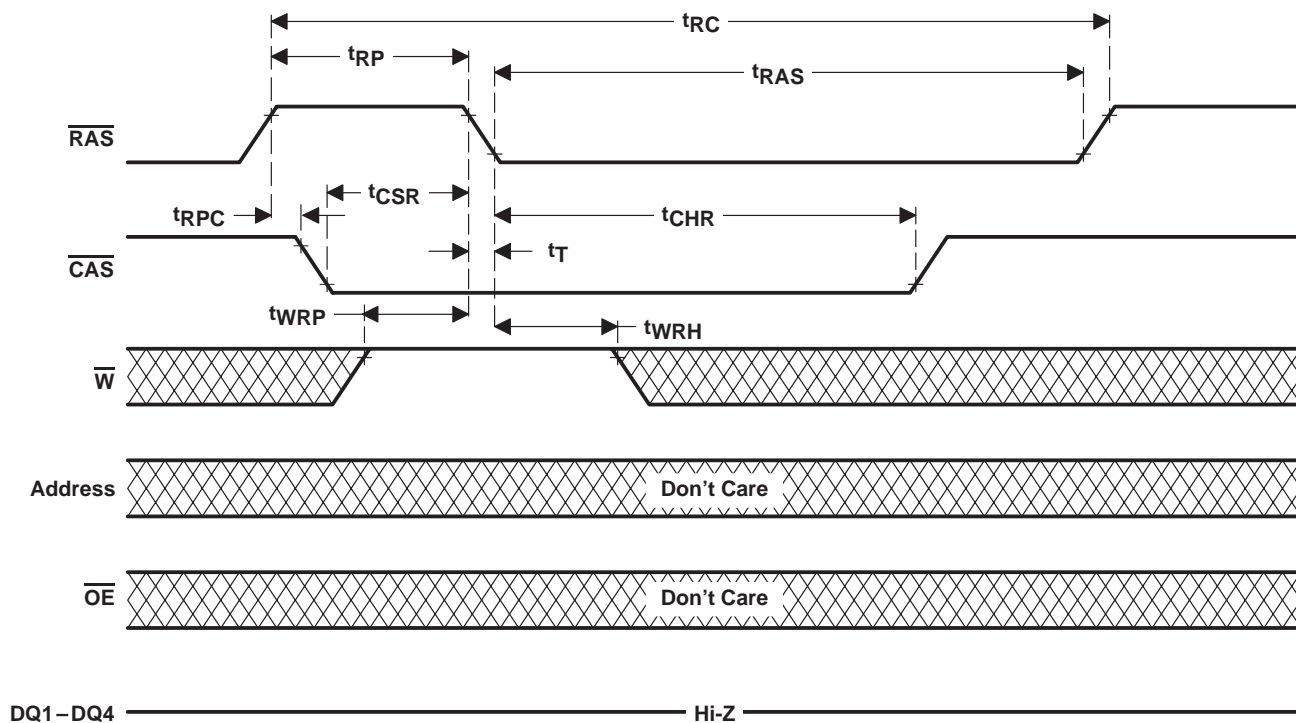 tRC
tRP
tRAS
RAS
tCSR
tRPC
tCHR
CAS
tT
tWRP
tWRH
W
Address
Don't Care
OE
Don't Care
DQ1–DQ4
Hi-Z